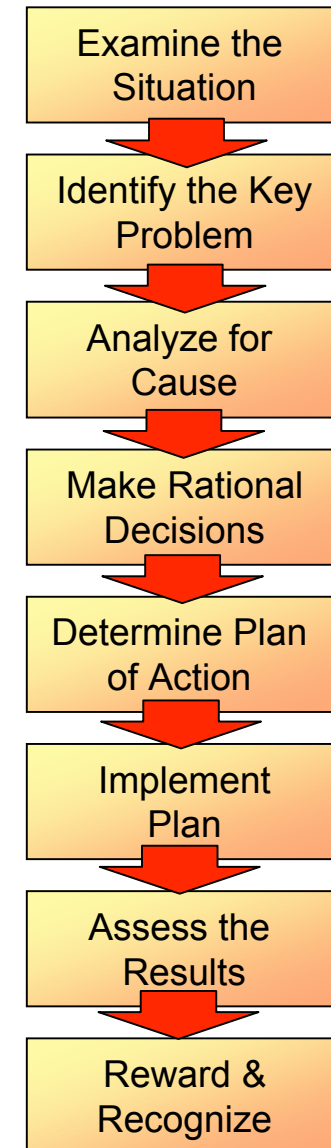 Examine the
Situation
Identify the Key
Problem
Analyze for
Cause
Make Rational
Decisions
Determine Plan
of Action
Implement
Plan
Assess the
Results
Reward &
Recognize